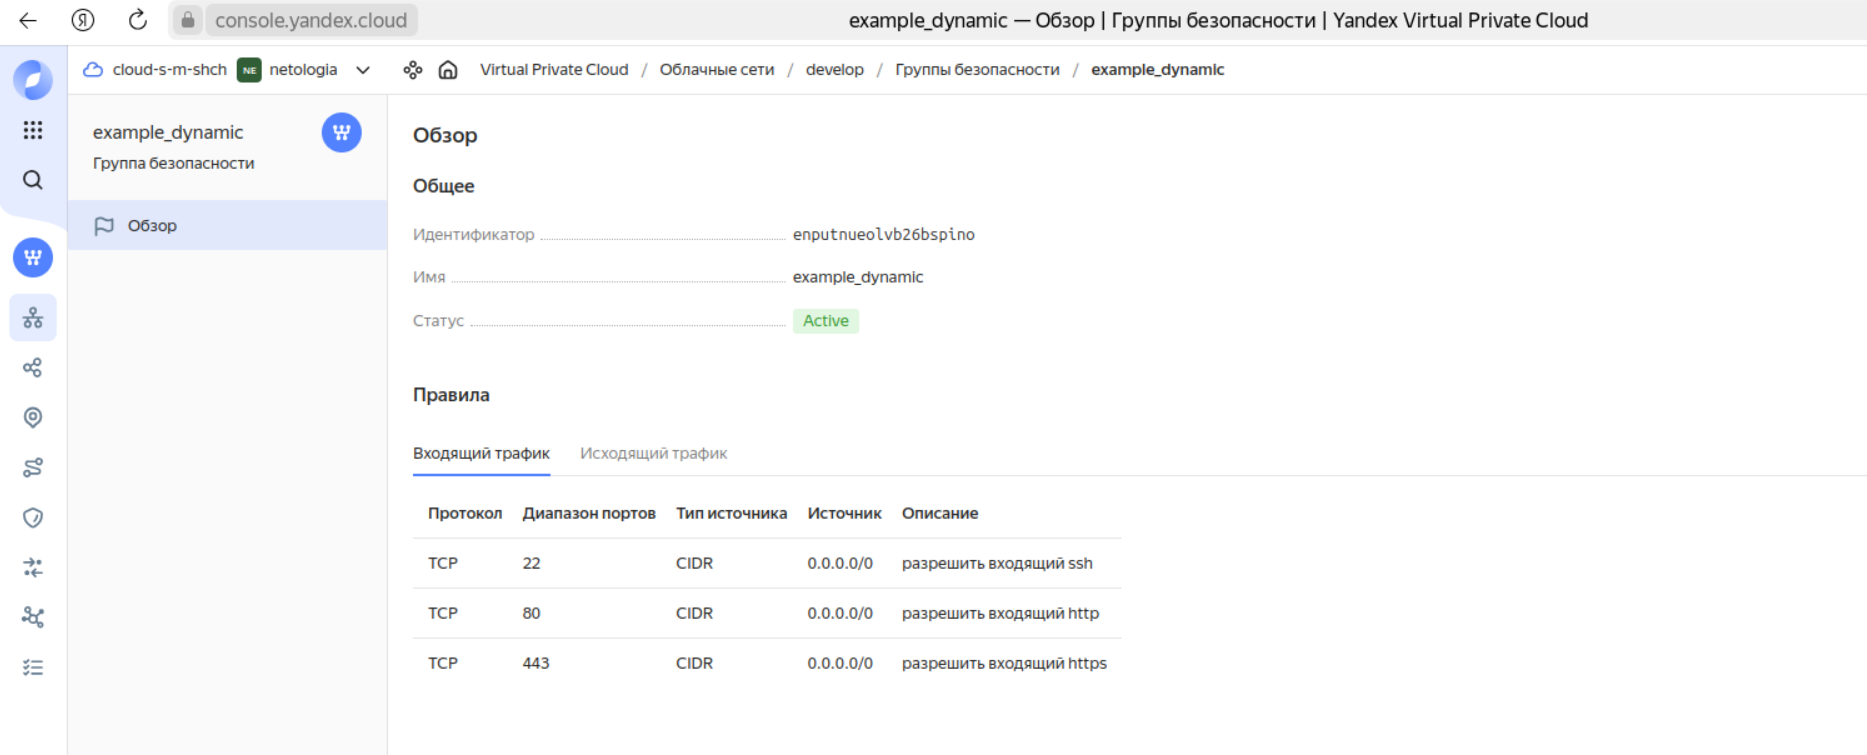 Я console.yandex.cloud example_dynamic — Обзор | Группы безопасности | Yandex Virtual Private Cloud
cloud-s-m-shch NE netologia Virtual Private Cloud / Облачные сети / develop / Группы безопасности / example_dynamic
example_dynamic
Группа безопасности
Обзор
Обзор
Общее
Идентификатор enputnueolvb26bspino
Имя example_dynamic
Статус Active
Правила
Входящий трафик Исходящий трафик
Протокол Диапазон портов Тип источника Источник Описание
TCP 22 CIDR 0.0.0.0/0 разрешить входящий ssh
TCP 80 CIDR 0.0.0.0/0 разрешить входящий http
TCP 443 CIDR 0.0.0.0/0 разрешить входящий https